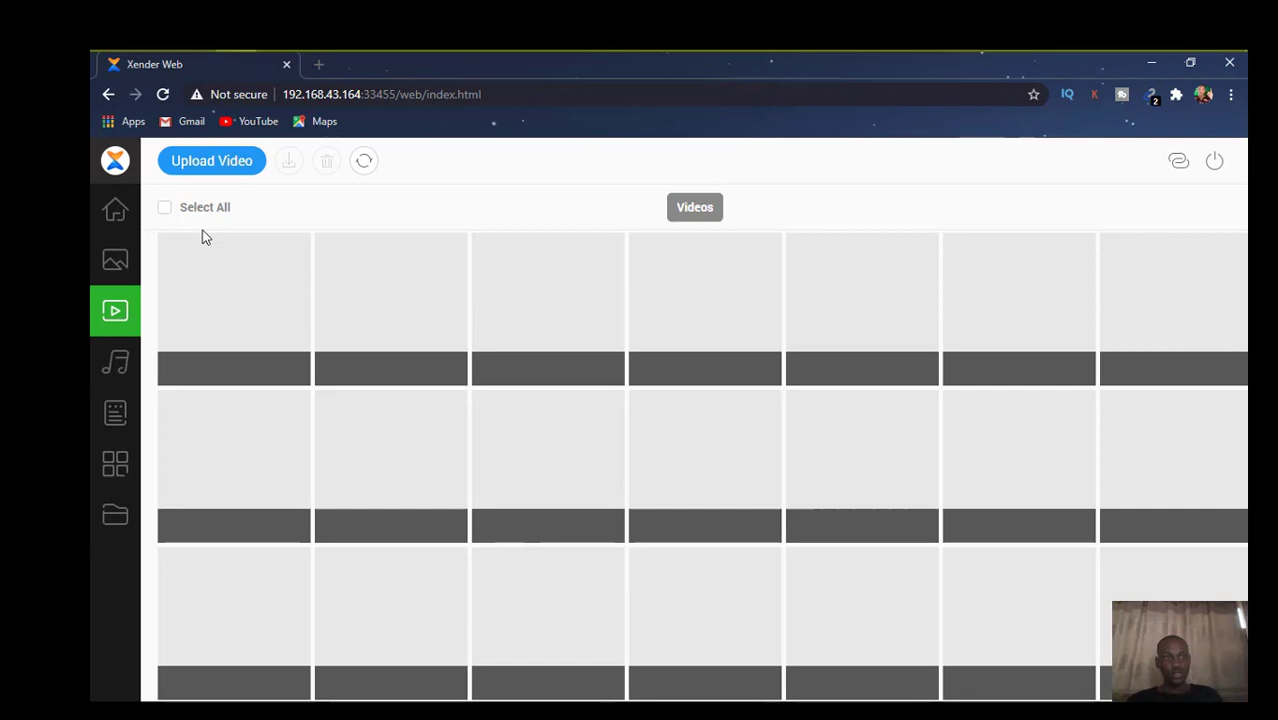 Xender Web
Not secure
192.168.43.164:33455/web/index.html
IQ
K
2
Apps
Gmail
YouTube
Maps
Upload Video
Select All
Videos